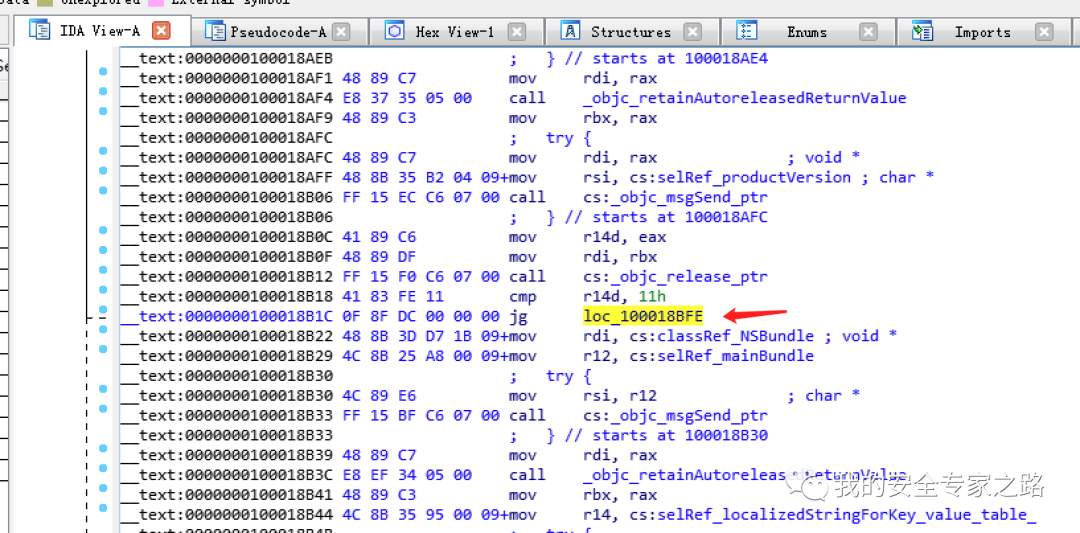 unexplored External symbol
IDA View-A Pseudocode-A Hex View-1 Structures Enums Imports
__text:0000000100018AEB ; } // starts at 100018AE4
__text:0000000100018AF1 48 89 C7 mov rdi, rax
__text:0000000100018AF4 E8 37 35 05 00 call _objc_retainAutoreleasedReturnValue
__text:0000000100018AF9 48 89 C3 mov rbx, rax
__text:0000000100018AFC ; try {
__text:0000000100018AFC 48 89 C7 mov rdi, rax ; void *
__text:0000000100018AFF 48 8B 35 B2 04 09+mov rsi, cs:selRef_productVersion ; char *
__text:0000000100018B06 FF 15 EC C6 07 00 call cs:_objc_msgSend_ptr
__text:0000000100018B06 ; } // starts at 100018AFC
__text:0000000100018B0C 41 89 C6 mov r14d, eax
__text:0000000100018B0F 48 89 DF mov rdi, rbx
__text:0000000100018B12 FF 15 F0 C6 07 00 call cs:_objc_release_ptr
__text:0000000100018B18 41 83 FE 11 cmp r14d, 11h
__text:0000000100018B1C 0F 8F DC 00 00 00 jg loc_100018BFE
__text:0000000100018B22 48 8B 3D D7 1B 09+mov rdi, cs:classRef_NSBundle ; void *
__text:0000000100018B29 4C 8B 25 A8 00 09+mov r12, cs:selRef_mainBundle
__text:0000000100018B30 ; try {
__text:0000000100018B30 4C 89 E6 mov rsi, r12 ; char *
__text:0000000100018B33 FF 15 BF C6 07 00 call cs:_objc_msgSend_ptr
__text:0000000100018B33 ; } // starts at 100018B30
__text:0000000100018B39 48 89 C7 mov rdi, rax
__text:0000000100018B3C E8 EF 34 05 00 call _objc_retainAutoreleasedReturnValue
__text:0000000100018B41 48 89 C3 mov rbx, rax
我的安全专家之路
__text:0000000100018B44 4C 8B 35 95 00 09+mov r14, cs:selRef_localizedStringForKey_value_table_